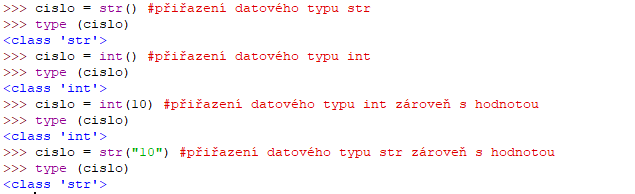 >>> cislo = str() #přiřazení datového typu str
>>> type (cislo)
<class 'str'>
>>> cislo = int() #přiřazení datového typu int
>>> type (cislo)
<class 'int'>
>>> cislo = int(10) #přiřazení datového typu int zároveň s hodnotou
>>> type (cislo)
<class 'int'>
>>> cislo = str("10") #přiřazení datového typu str zároveň s hodnotou
>>> type (cislo)
<class 'str'>